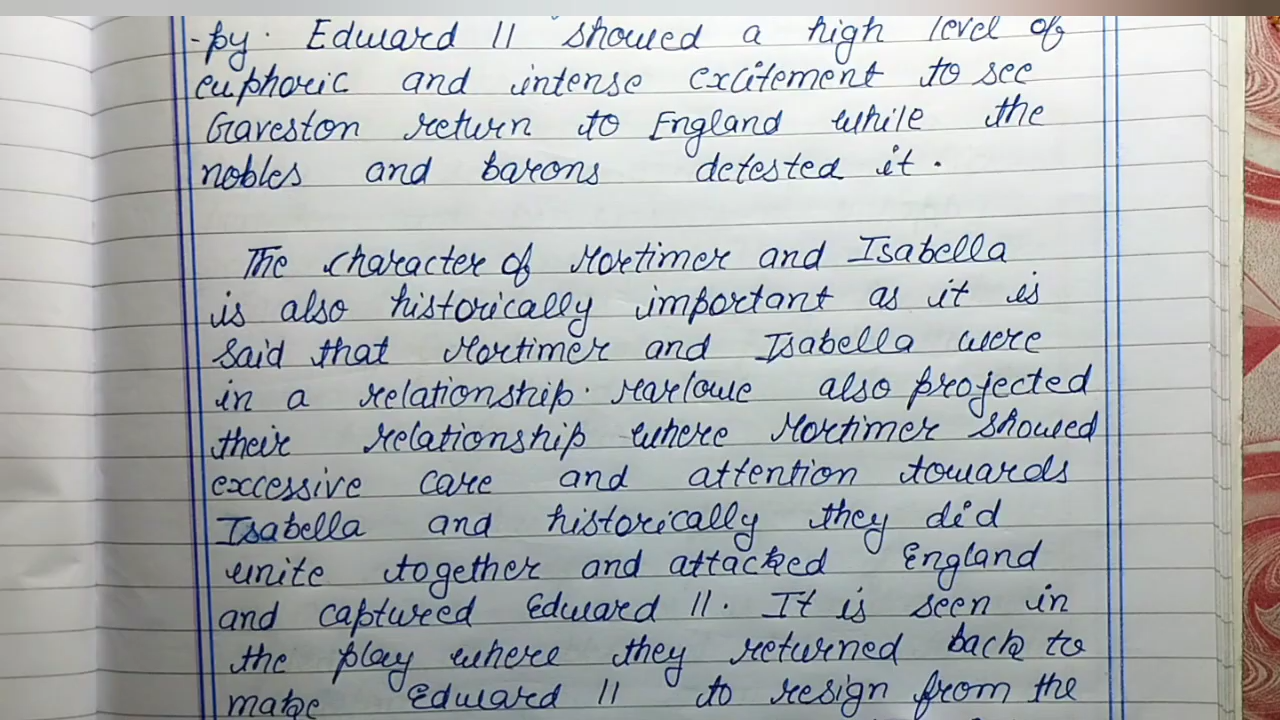 -py. Edward II showed a high level of
euphoric and intense excitement to see
Gaveston return to England while the
nobles and barons detested it.
The character of Mortimer and Isabella
is also historically important as it is
said that Mortimer and Isabella were
in a relationship. Marlowe also projected
their relationship where Mortimer showed
excessive care and attention towards
Isabella and historically they did
unite together and attacked England
and captured Edward II. It is seen in
the play where they returned back to
make Edward II to resign from the